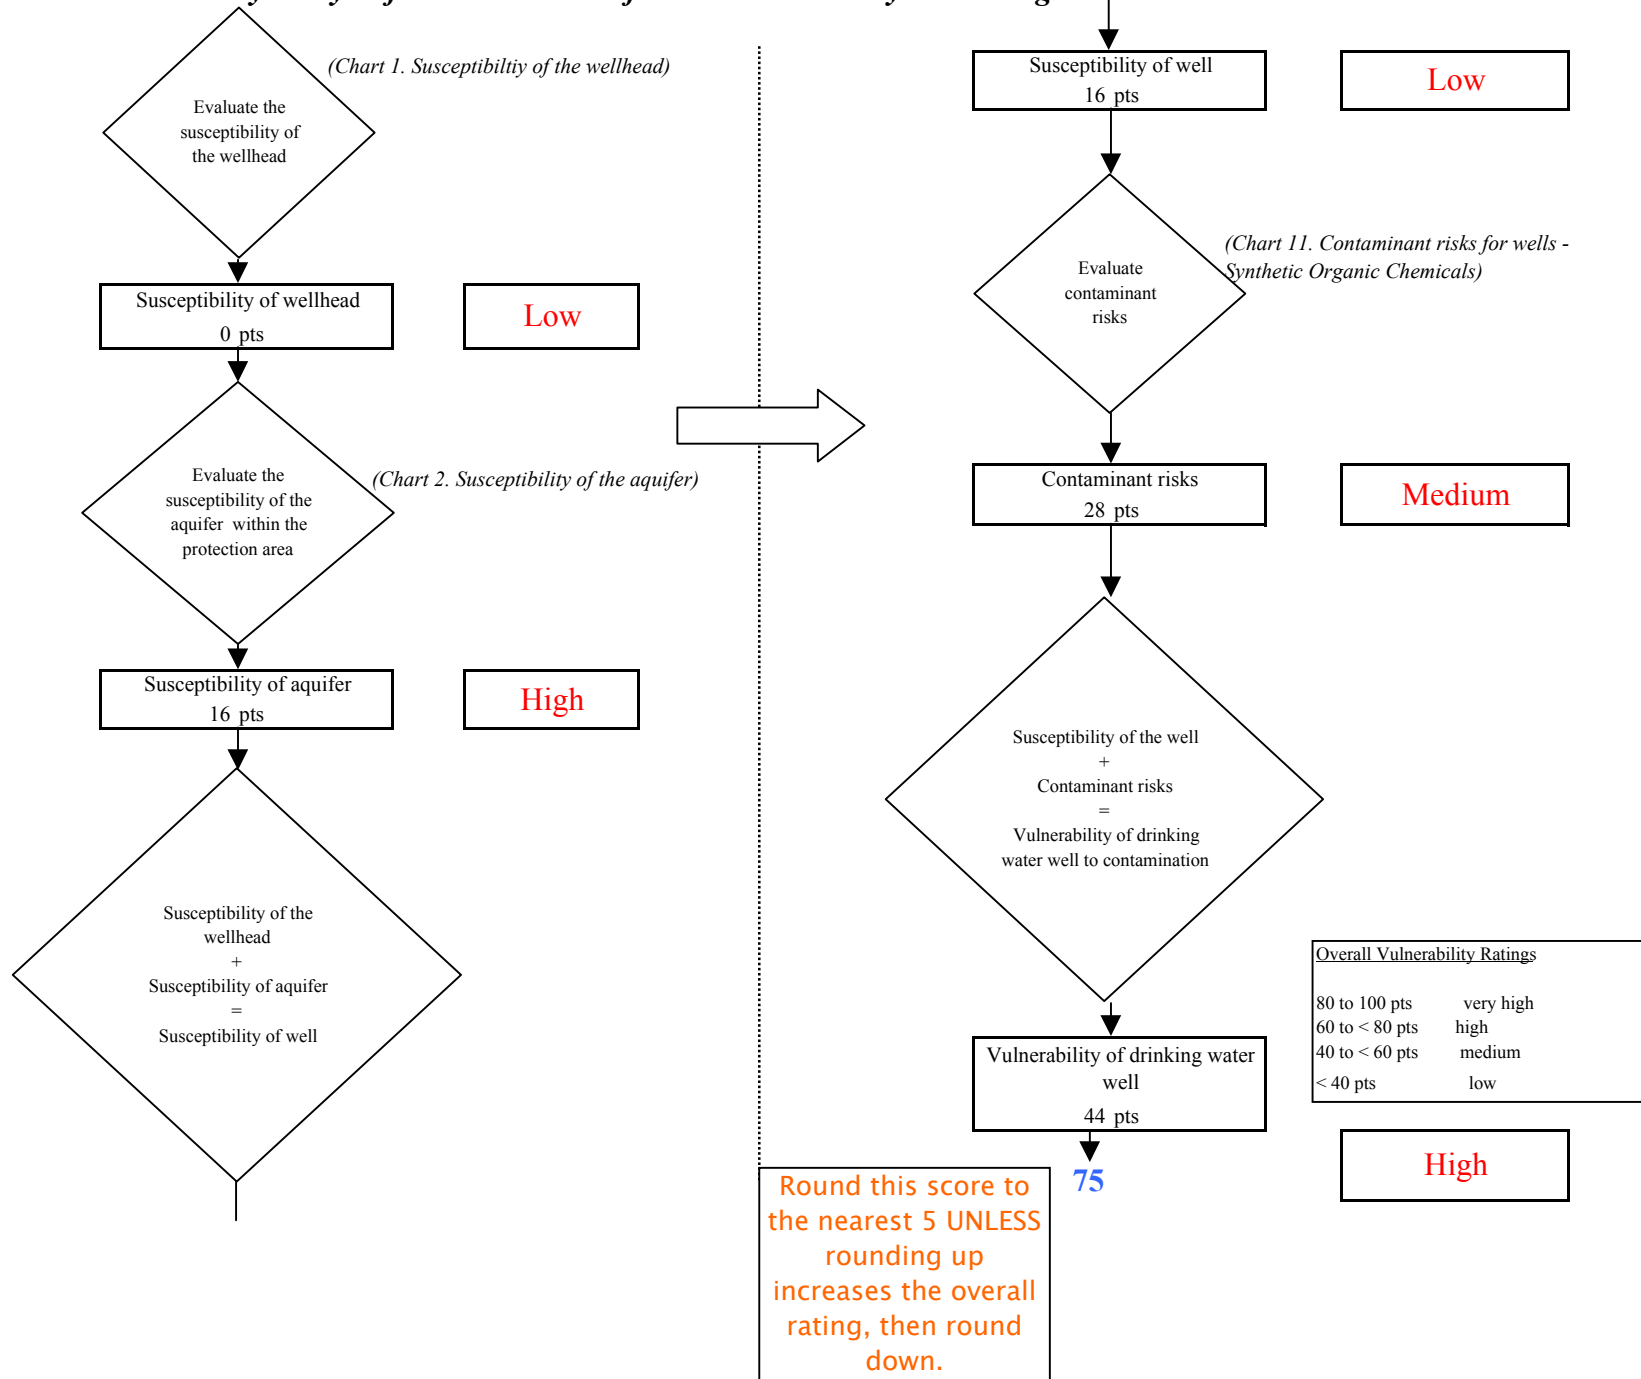 (Chart 1. Susceptibiltiy of the wellhead)
Evaluate the
susceptibility of
the wellhead
Susceptibility of wellhead
0 pts
Low
(Chart 2. Susceptibility of the aquifer)
Evaluate the
susceptibility of the
aquifer within the
protection area
Susceptibility of aquifer
16 pts
High
Susceptibility of the
wellhead
+
Susceptibility of aquifer
=
Susceptibility of well
Susceptibility of well
16 pts
Low
(Chart 11. Contaminant risks for wells -
Synthetic Organic Chemicals)
Evaluate
contaminant
risks
Contaminant risks
28 pts
Medium
Susceptibility of the well
+
Contaminant risks
=
Vulnerability of drinking
water well to contamination
Overall Vulnerability Ratings
80 to 100 pts very high
60 to < 80 pts high
40 to < 60 pts medium
< 40 pts low
Vulnerability of drinking water
well
44 pts
75
High
Round this score to
the nearest 5 UNLESS
rounding up
increases the overall
rating, then round
down.